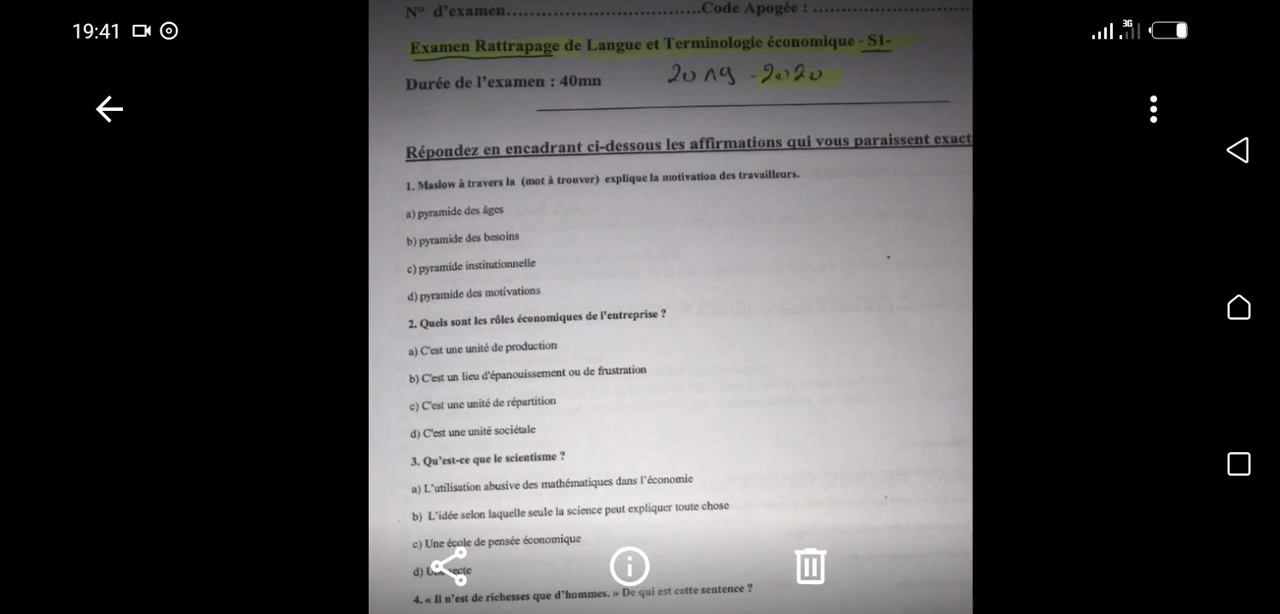 19:41
3G
N° d'examen..............................Code Apogée : .........................
Examen Rattrapage de Langue et Terminologie économique - S1-
Durée de l'examen : 40mn 2019 - 2020
Répondez en encadrant ci-dessous les affirmations qui vous paraissent exact
1. Maslow à travers la (mot à trouver) explique la motivation des travailleurs.
a) pyramide des âges
b) pyramide des besoins
c) pyramide institutionnelle
d) pyramide des motivations
2. Quels sont les rôles économiques de l'entreprise ?
a) C'est une unité de production
b) C'est un lieu d'épanouissement ou de frustration
c) C'est une unité de répartition
d) C'est une unité sociétale
3. Qu'est-ce que le scientisme ?
a) L'utilisation abusive des mathématiques dans l'économie
b) L'idée selon laquelle seule la science peut expliquer toute chose
c) Une école de pensée économique
d) Une secte
4. « Il n'est de richesses que d'hommes. » De qui est cette sentence ?